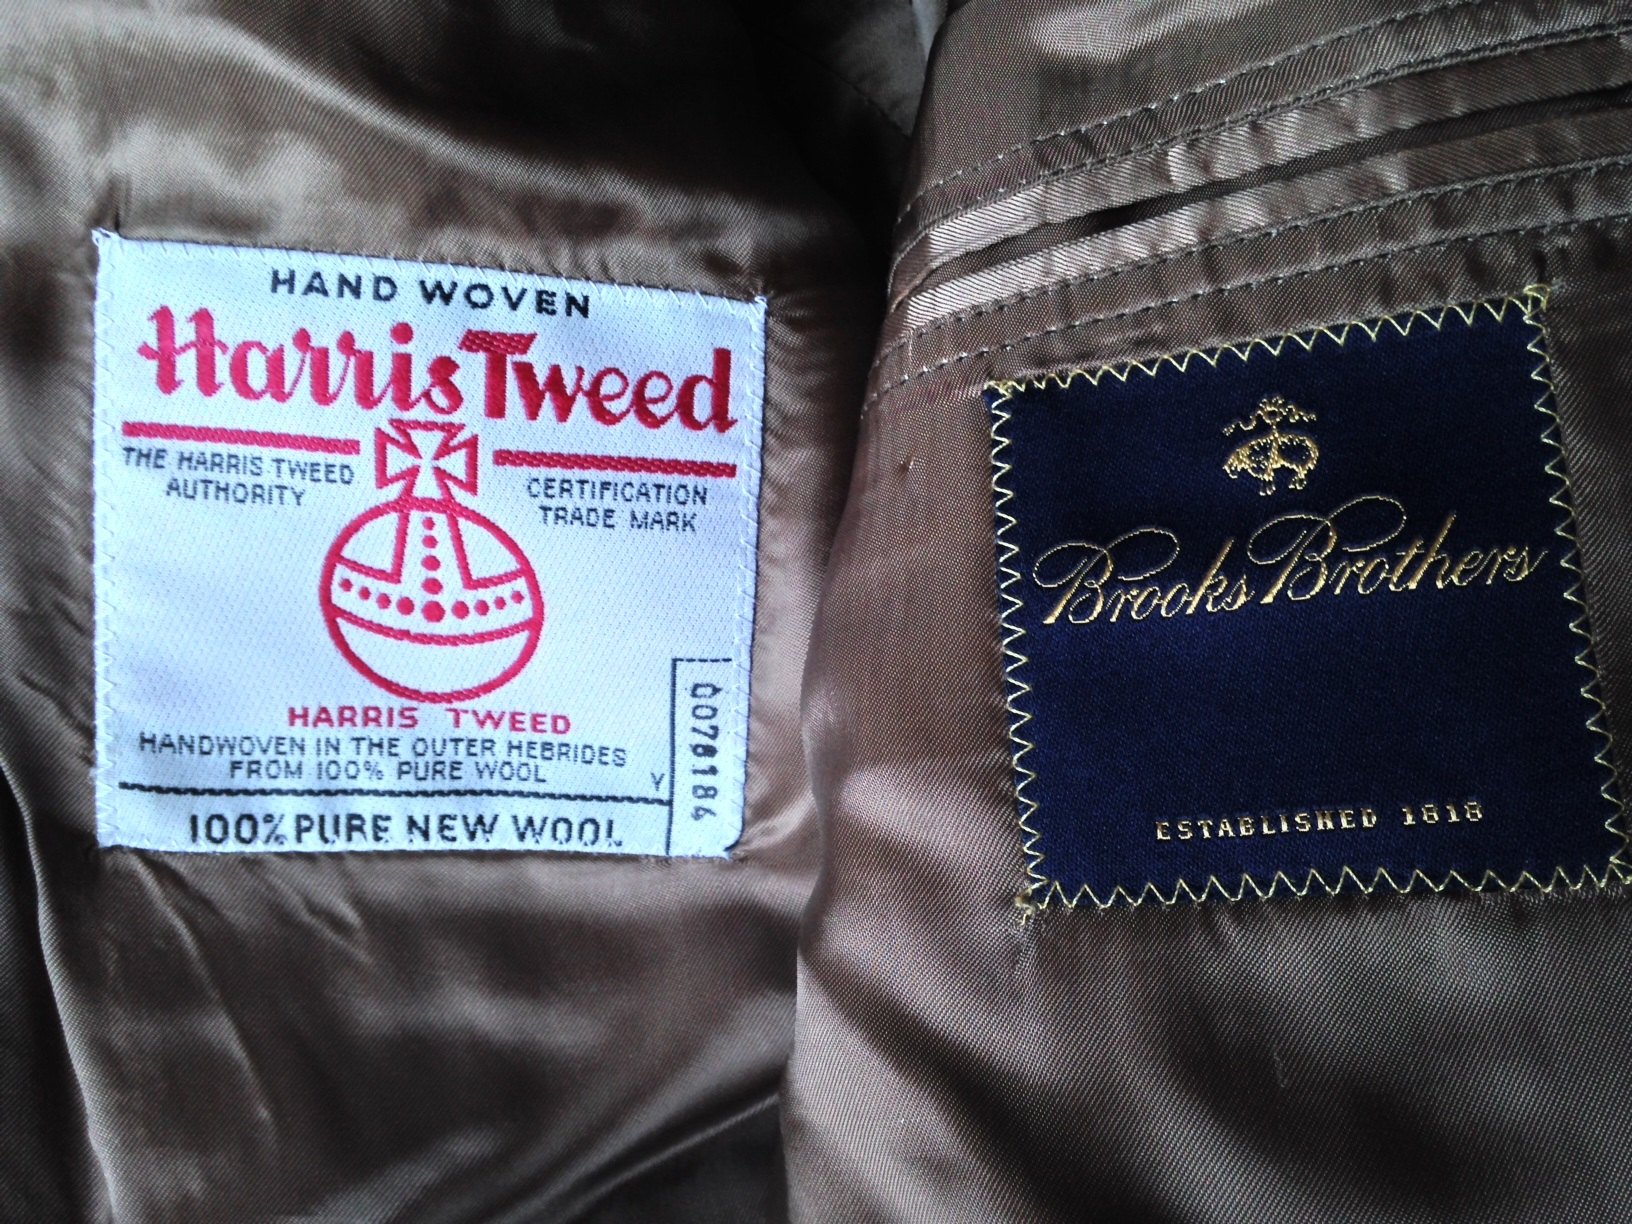 HAND WOVEN
Harris Tweed
THE HARRIS TWEED
AUTHORITY
CERTIFICATION
TRADE MARK
HARRIS TWEED
HANDWOVEN IN THE OUTER HEBRIDES
FROM 100% PURE WOOL
Y
100% PURE NEW WOOL
0078186
Brooks Brothers
ESTABLISHED 1818